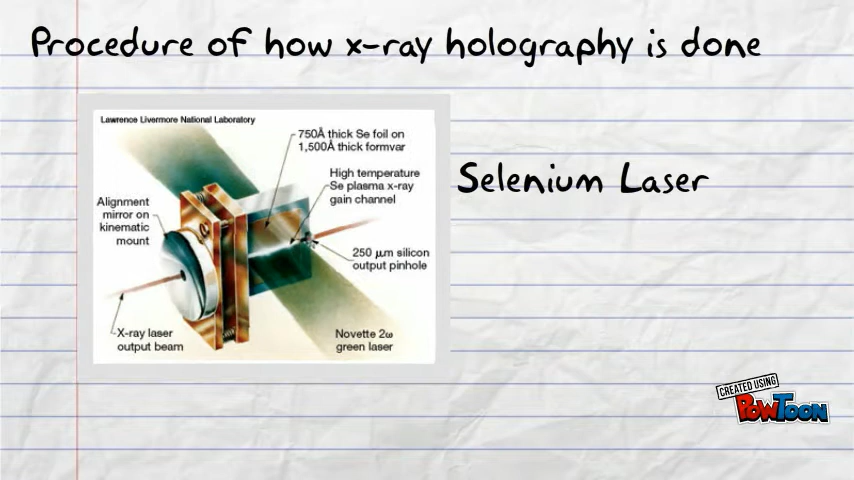 Procedure of how x-ray holography is done
Lawrence Livermore National Laboratory
750Å thick Se foil on
1,500Å thick formvar
High temperature
Se plasma x-ray
gain channel
Alignment
mirror on
kinematic
mount
250 μm silicon
output pinhole
X-ray laser
output beam
Novette 2ω
green laser
Selenium Laser
CREATED USING
POWTOON